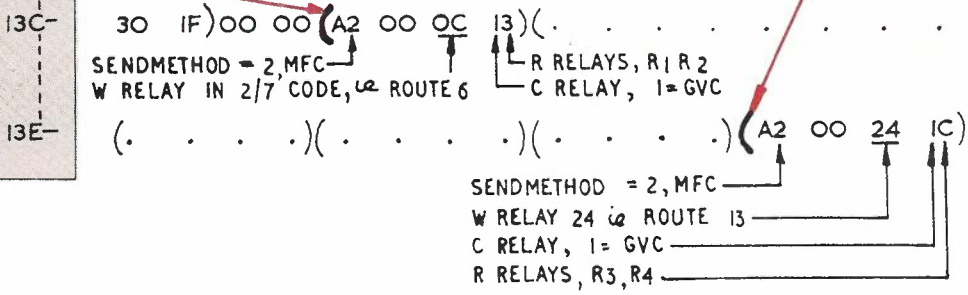 13C- 30 1F)00 00 (A2 00 0C 13)(. . . . . . . .
SENDMETHOD = 2, MFC
R RELAYS, R1 R2
W RELAY IN 2/7 CODE, ie ROUTE 6
C RELAY, 1= GVC
13E- (. . . .)(. . . .)(. . . .)(A2 00 24 1C)
SENDMETHOD = 2, MFC
W RELAY 24 ie ROUTE 13
C RELAY, 1= GVC
R RELAYS, R3, R4